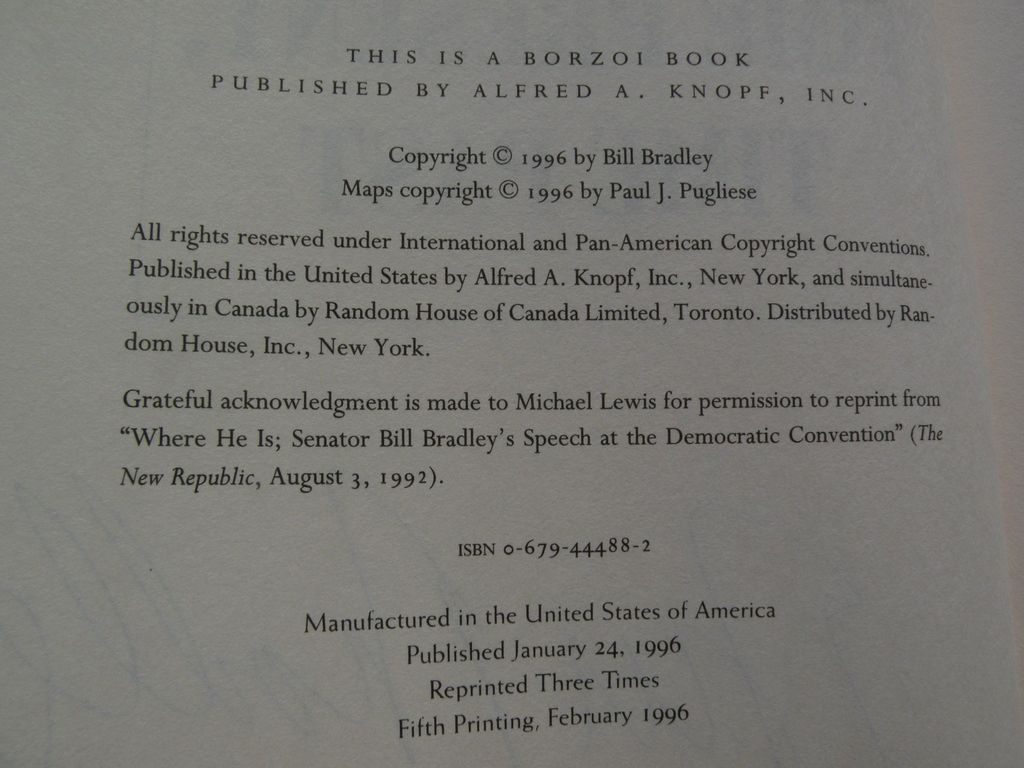 THIS IS A BORZOI BOOK
PUBLISHED BY ALFRED A. KNOPF, INC.
Copyright © 1996 by Bill Bradley
Maps copyright © 1996 by Paul J. Pugliese
All rights reserved under International and Pan-American Copyright Conventions.
Published in the United States by Alfred A. Knopf, Inc., New York, and simultane-
ously in Canada by Random House of Canada Limited, Toronto. Distributed by Ran-
dom House, Inc., New York.
Grateful acknowledgment is made to Michael Lewis for permission to reprint from
“Where He Is; Senator Bill Bradley’s Speech at the Democratic Convention” (The
New Republic, August 3, 1992).
ISBN 0-679-44488-2
Manufactured in the United States of America
Published January 24, 1996
Reprinted Three Times
Fifth Printing, February 1996